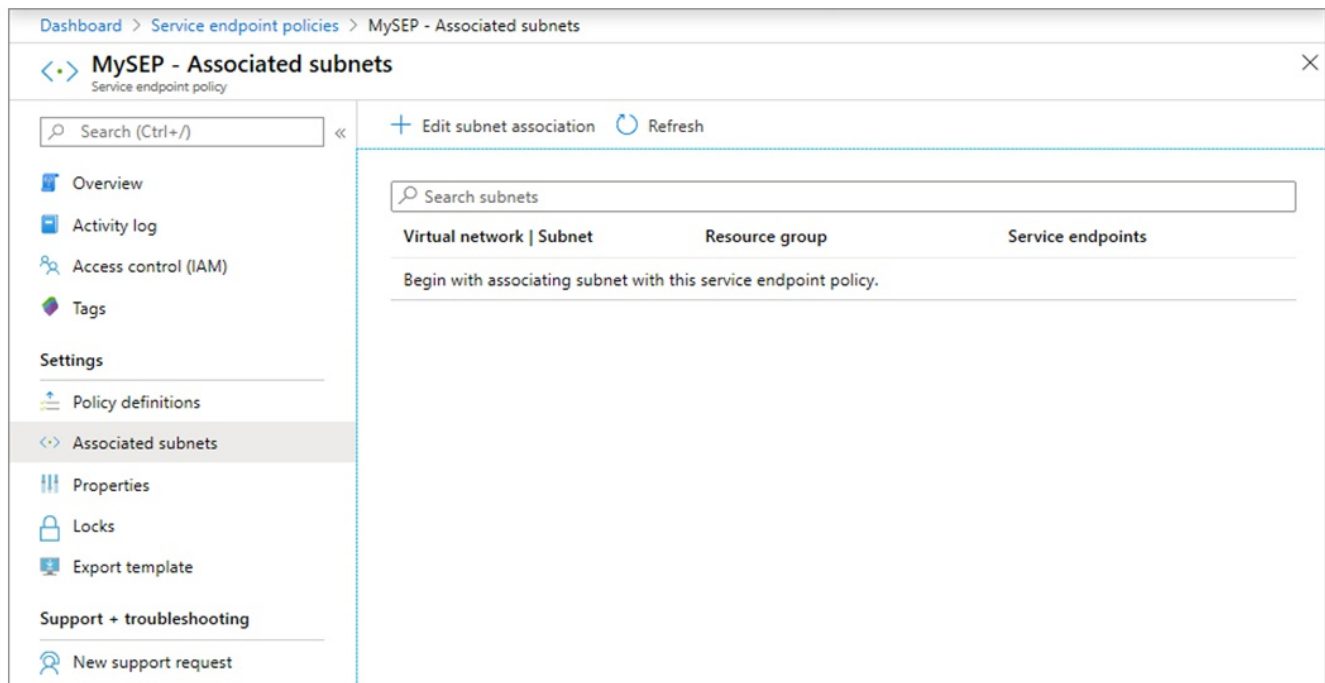 Dashboard > Service endpoint policies > MySEP - Associated subnets
MySEP - Associated subnets
Service endpoint policy
Search (Ctrl+/)
«
Edit subnet association
Refresh
Overview
Activity log
Access control (IAM)
Tags
Settings
Policy definitions
Associated subnets
Properties
Locks
Export template
Support + troubleshooting
New support request
Search subnets
Virtual network | Subnet Resource group Service endpoints
Begin with associating subnet with this service endpoint policy.